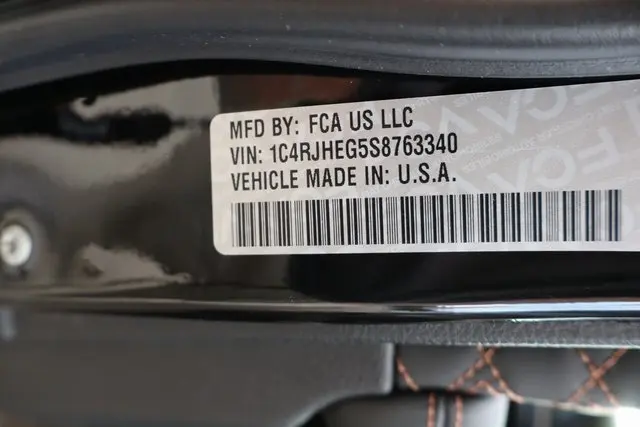 MFD BY: FCA US LLC
VIN: 1C4RJHEG5S8763340
VEHICLE MADE IN: U.S.A.